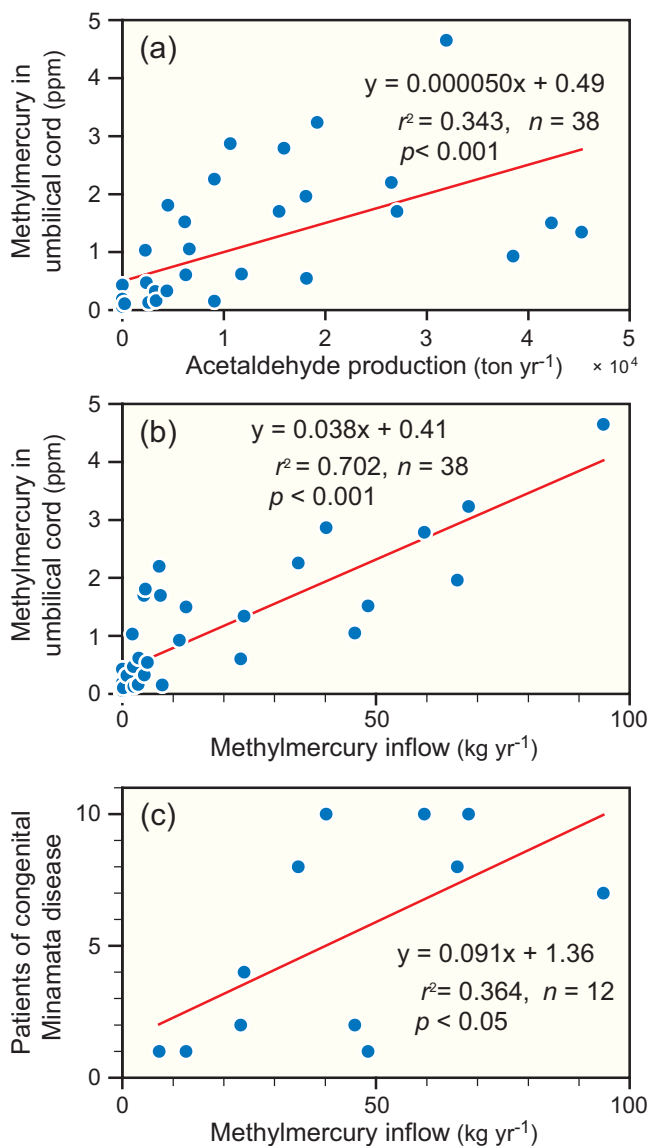 (a)
Methylmercury in
umbilical cord (ppm)
5
4
3
2
1
0
y = 0.000050x + 0.49
r² = 0.343, n = 38
p< 0.001
0 1 2 3 4 5
Acetaldehyde production (ton yr⁻¹) × 10⁴
(b)
Methylmercury in
umbilical cord (ppm)
5
4
3
2
1
0
y = 0.038x + 0.41
r² = 0.702, n = 38
p < 0.001
0 50 100
Methylmercury inflow (kg yr⁻¹)
(c)
Patients of congenital
Minamata disease
10
5
0
y = 0.091x + 1.36
r²= 0.364, n = 12
p < 0.05
0 50 100
Methylmercury inflow (kg yr⁻¹)